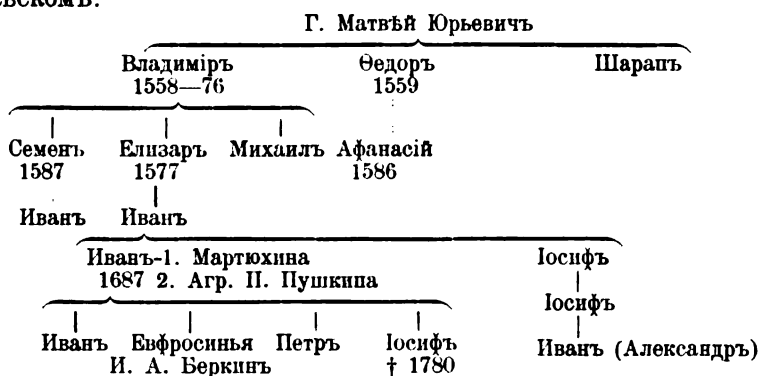 евскомъ.
Г. Матвѣй Юрьевичъ
Владиміръ Ѳедоръ Шарапъ
1558—76 1559
Семенъ Елизаръ Михаилъ Афанасій
1587 1577 1586
Иванъ Иванъ
Иванъ-1. Мартюхина Іосифъ
1687 2. Агр. П. Пушкина
Іосифъ
Иванъ Евфросинья Петръ Іосифъ Иванъ (Александръ)
И. А. Беркинъ † 1780